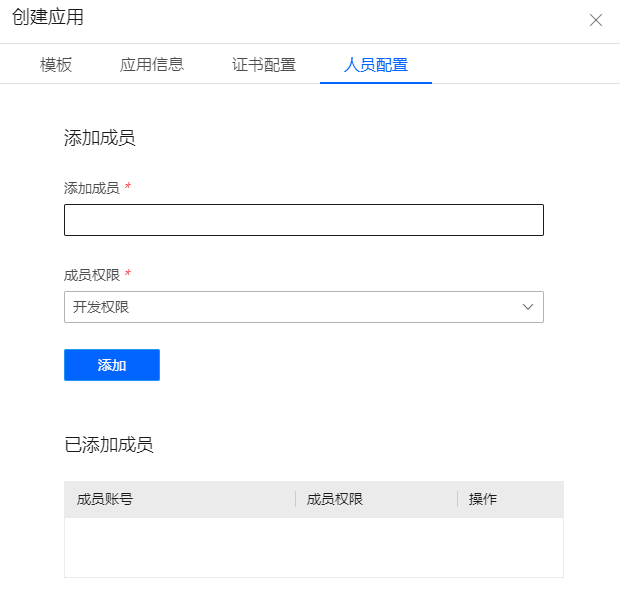 创建应用
模板 应用信息 证书配置 人员配置
添加成员
添加成员 *
成员权限 *
开发权限
添加
已添加成员
成员账号 成员权限 操作